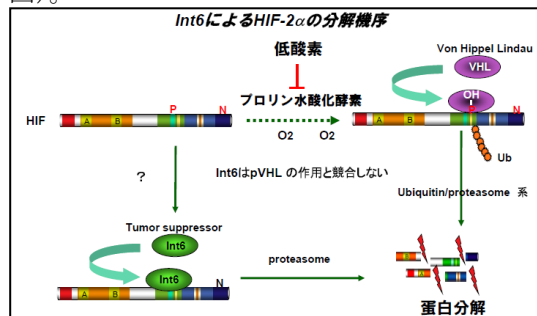 図。
Int6によるHIF-2αの分解機序
低酸素
Von Hippel Lindau
VHL
OH
プロリン水酸化酵素
HIF
A B P N
O2 O2
A B P N
Ub
?
Int6はpVHL の作用と競合しない
Ubiquitin/proteasome 系
Tumor suppressor
Int6
Int6
A B N
proteasome
蛋白分解